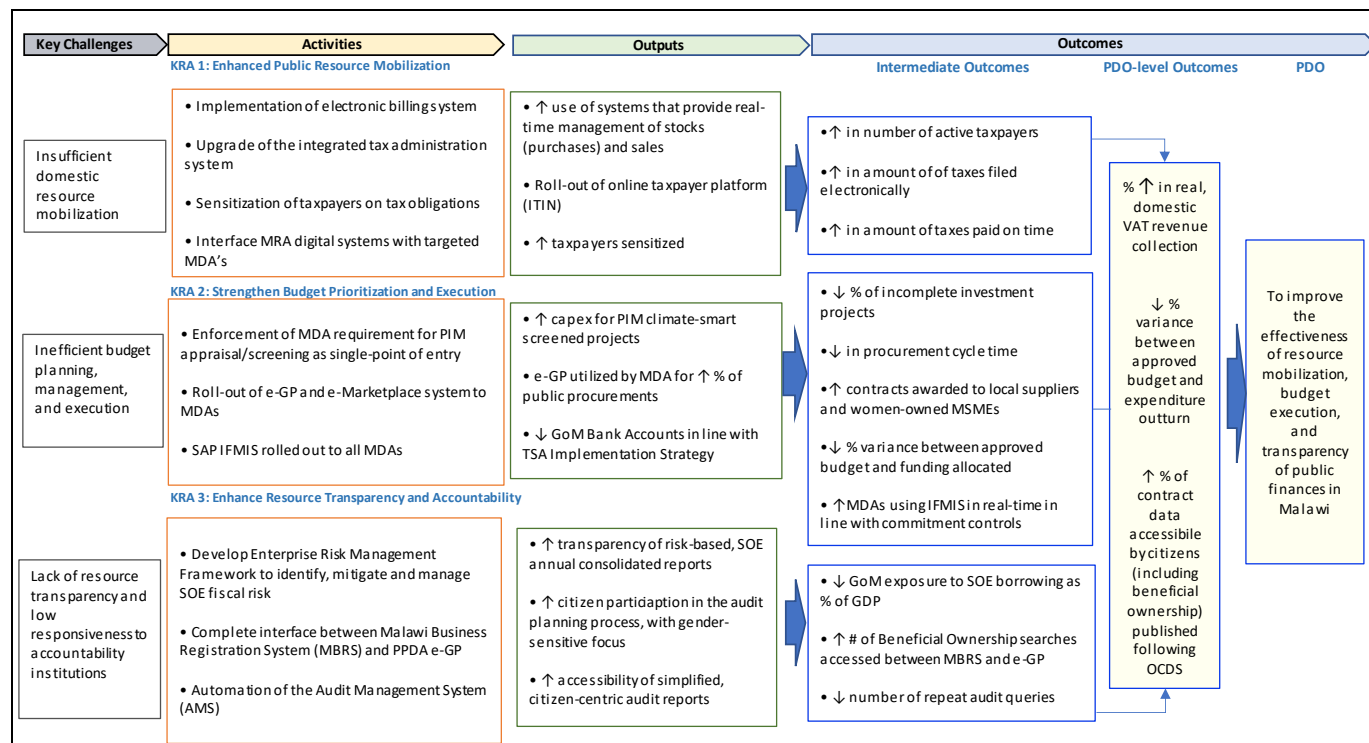 Key Challenges
Activities
Outputs
Outcomes
KRA 1: Enhanced Public Resource Mobilization
Intermediate Outcomes
PDO-level Outcomes
PDO
Insufficient
domestic
resource
mobilization
• Implementation of electronic billing system
• Upgrade of the integrated tax administration
system
• Sensitization of taxpayers on tax obligations
• Interface MRA digital systems with targeted
MDA's
• ↑ use of systems that provide real-
time management of stocks
(purchases) and sales
• Roll-out of online taxpayer platform
(ITIN)
• ↑ taxpayers sensitized
•↑ in number of active taxpayers
•↑ in amount of of taxes filed
electronically
•↑ in amount of taxes paid on time
KRA 2: Strengthen Budget Prioritization and Execution
Inefficient budget
planning,
management,
and execution
• Enforcement of MDA requirement for PIM
appraisal/screening as single-point of entry
• Roll-out of e-GP and e-Marketplace system to
MDAs
• SAP IFMIS rolled out to all MDAs
• ↑ capex for PIM climate-smart
screened projects
• e-GP utilized by MDA for ↑ % of
public procurements
• ↓ GoM Bank Accounts in line with
TSA Implementation Strategy
• ↓ % of incomplete investment
projects
•↓ in procurement cycle time
• ↑ contracts awarded to local suppliers
and women-owned MSMEs
• ↓ % variance between approved
budget and funding allocated
• ↑MDAs using IFMIS in real-time in
line with commitment controls
KRA 3: Enhance Resource Transparency and Accountability
Lack of resource
transparency and
low
responsiveness to
accountability
institutions
• Develop Enterprise Risk Management
Framework to identify, mitigate and manage
SOE fiscal risk
• Complete interface between Malawi Business
Registration System (MBRS) and PPDA e-GP
• Automation of the Audit Management System
(AMS)
• ↑ transparency of risk-based, SOE
annual consolidated reports
• ↑ citizen particiaption in the audit
planning process, with gender-
sensitive focus
• ↑ accessibility of simplified,
citizen-centric audit reports
• ↓ GoM exposure to SOE borrowing as
% of GDP
• ↑ # of Beneficial Ownership searches
accessed between MBRS and e-GP
• ↓ number of repeat audit queries
% ↑ in real,
domestic
VAT revenue
collection
↓ %
variance
between
approved
budget and
expenditure
outturn
↑ % of
contract
data
accessibile
by citizens
(including
beneficial
ownership)
published
following
OCDS
To improve
the
effectiveness
of resource
mobilization,
budget
execution,
and
transparency
of public
finances in
Malawi